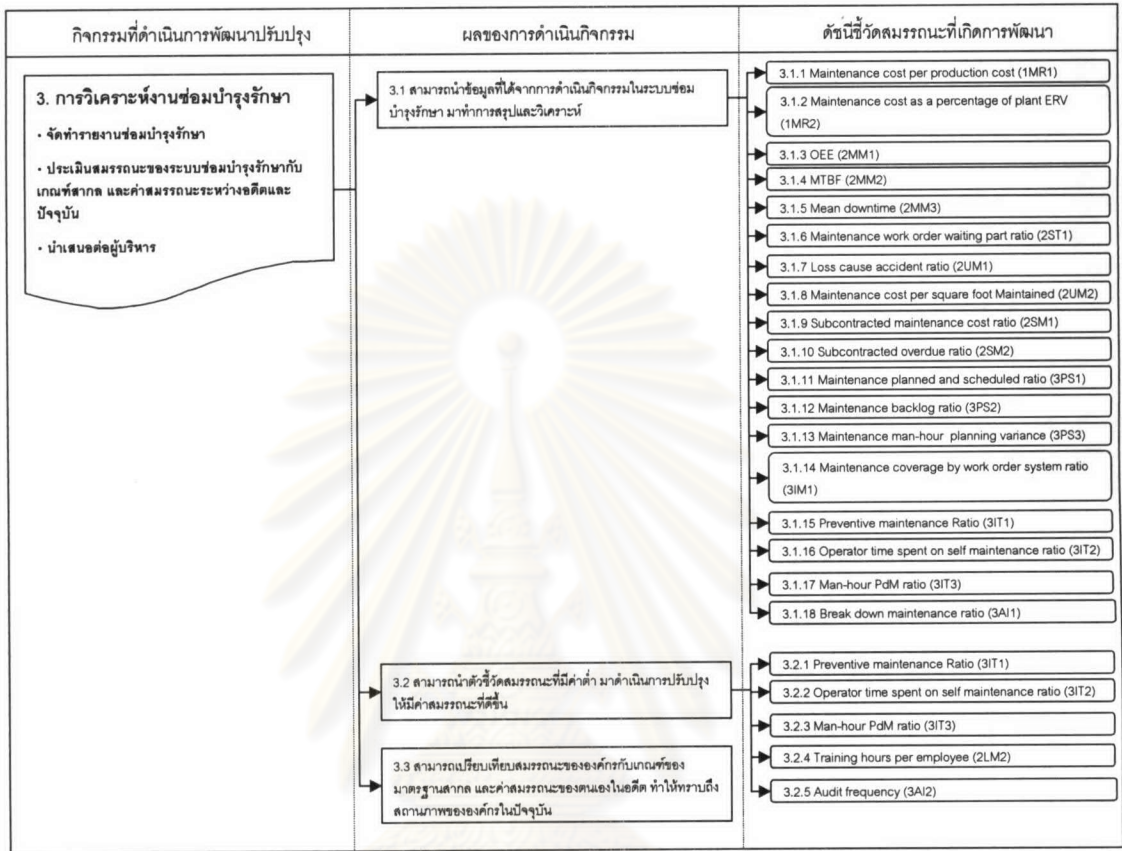 กิจกรรมที่ดำเนินการพัฒนาปรับปรุง
ผลของการดำเนินกิจกรรม
ดัชนีชี้วัดสมรรถนะที่เกิดการพัฒนา
3. การวิเคราะห์งานซ่อมบำรุงรักษา
· จัดทำรายงานซ่อมบำรุงรักษา
· ประเมินสมรรถนะของระบบซ่อมบำรุงรักษากับ
เกณฑ์สากล และค่าสมรรถนะระหว่างอดีตและ
ปัจจุบัน
· นำเสนอต่อผู้บริหาร
3.1 สามารถนำข้อมูลที่ได้จากการดำเนินกิจกรรมในระบบซ่อม
บำรุงรักษา มาทำการสรุปและวิเคราะห์
3.1.1 Maintenance cost per production cost (1MR1)
3.1.2 Maintenance cost as a percentage of plant ERV
(1MR2)
3.1.3 OEE (2MM1)
3.1.4 MTBF (2MM2)
3.1.5 Mean downtime (2MM3)
3.1.6 Maintenance work order waiting part ratio (2ST1)
3.1.7 Loss cause accident ratio (2UM1)
3.1.8 Maintenance cost per square foot Maintained (2UM2)
3.1.9 Subcontracted maintenance cost ratio (2SM1)
3.1.10 Subcontracted overdue ratio (2SM2)
3.1.11 Maintenance planned and scheduled ratio (3PS1)
3.1.12 Maintenance backlog ratio (3PS2)
3.1.13 Maintenance man-hour planning variance (3PS3)
3.1.14 Maintenance coverage by work order system ratio
(3IM1)
3.1.15 Preventive maintenance Ratio (3IT1)
3.1.16 Operator time spent on self maintenance ratio (3IT2)
3.1.17 Man-hour PdM ratio (3IT3)
3.1.18 Break down maintenance ratio (3AI1)
3.2 สามารถนำตัวชี้วัดสมรรถนะที่มีค่าต่ำ มาดำเนินการปรับปรุง
ให้มีค่าสมรรถนะที่ดีขึ้น
3.2.1 Preventive maintenance Ratio (3IT1)
3.2.2 Operator time spent on self maintenance ratio (3IT2)
3.2.3 Man-hour PdM ratio (3IT3)
3.2.4 Training hours per employee (2LM2)
3.2.5 Audit frequency (3AI2)
3.3 สามารถเปรียบเทียบสมรรถนะขององค์กรกับเกณฑ์ของ
มาตรฐานสากล และค่าสมรรถนะของตนเองในอดีต ทำให้ทราบถึง
สถานภาพขององค์กรในปัจจุบัน